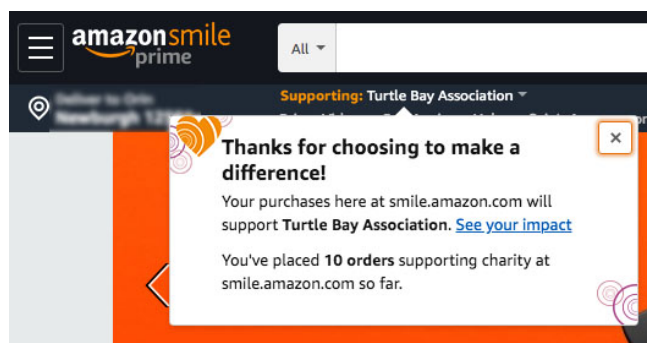 amazonsmile
prime
All
Supporting: Turtle Bay Association
Thanks for choosing to make a
difference!
Your purchases here at smile.amazon.com will
support Turtle Bay Association. See your impact
You've placed 10 orders supporting charity at
smile.amazon.com so far.